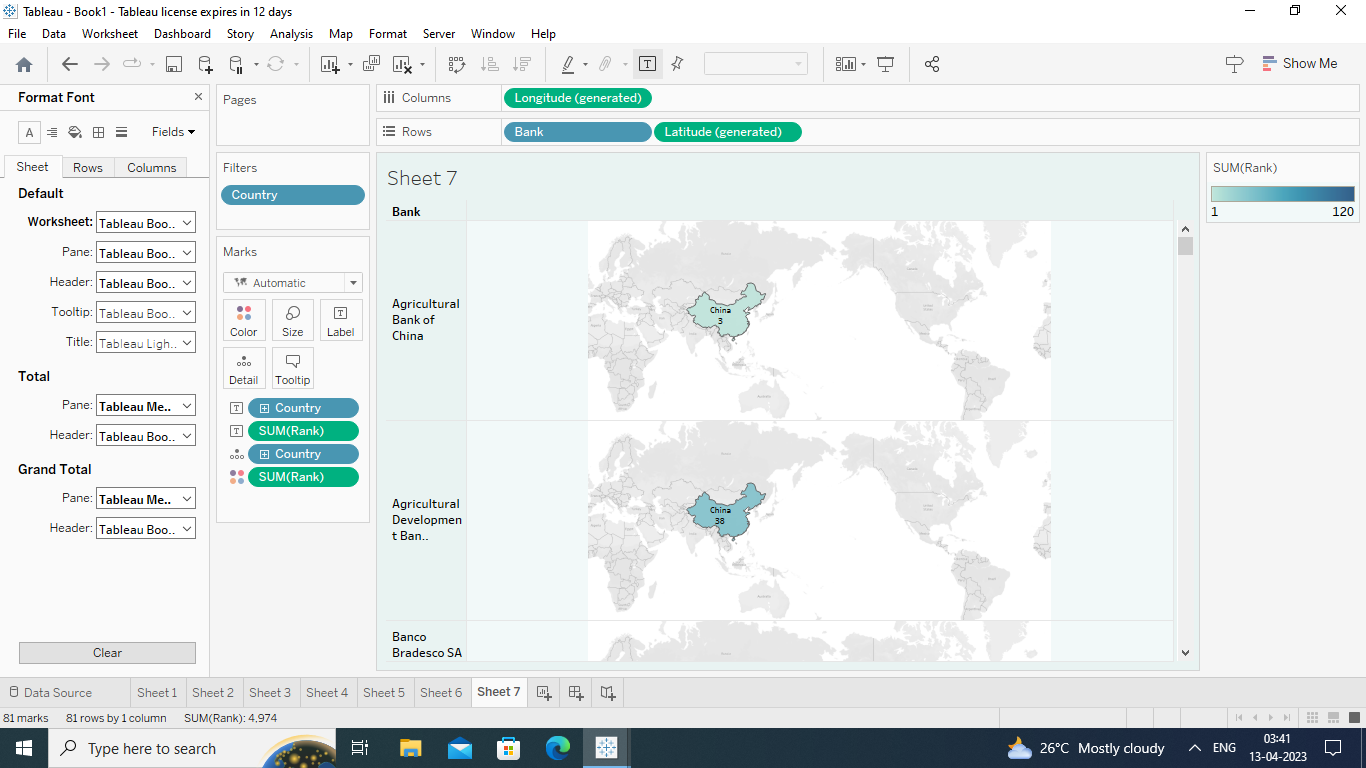 Tableau - Book1 - Tableau license expires in 12 days
File Data Worksheet Dashboard Story Analysis Map Format Server Window Help
Show Me
Format Font
Fields
Sheet Rows Columns
Default
Worksheet: Tableau Boo..
Pane: Tableau Boo..
Header: Tableau Boo..
Tooltip: Tableau Boo..
Title: Tableau Ligh..
Total
Pane: Tableau Me..
Header: Tableau Boo..
Grand Total
Pane: Tableau Me..
Header: Tableau Boo..
Clear
Pages
Filters
Country
Marks
Automatic
Color Size Label
Detail Tooltip
Country
SUM(Rank)
Country
SUM(Rank)
Columns Longitude (generated)
Rows Bank Latitude (generated)
Sheet 7
Bank
Agricultural
Bank of
China
China
3
Agricultural
Developmen
t Ban..
China
38
Banco
Bradesco SA
SUM(Rank)
1 120
Data Source Sheet 1 Sheet 2 Sheet 3 Sheet 4 Sheet 5 Sheet 6 Sheet 7
81 marks 81 rows by 1 column SUM(Rank): 4,974
Type here to search
26°C Mostly cloudy
ENG
03:41
13-04-2023